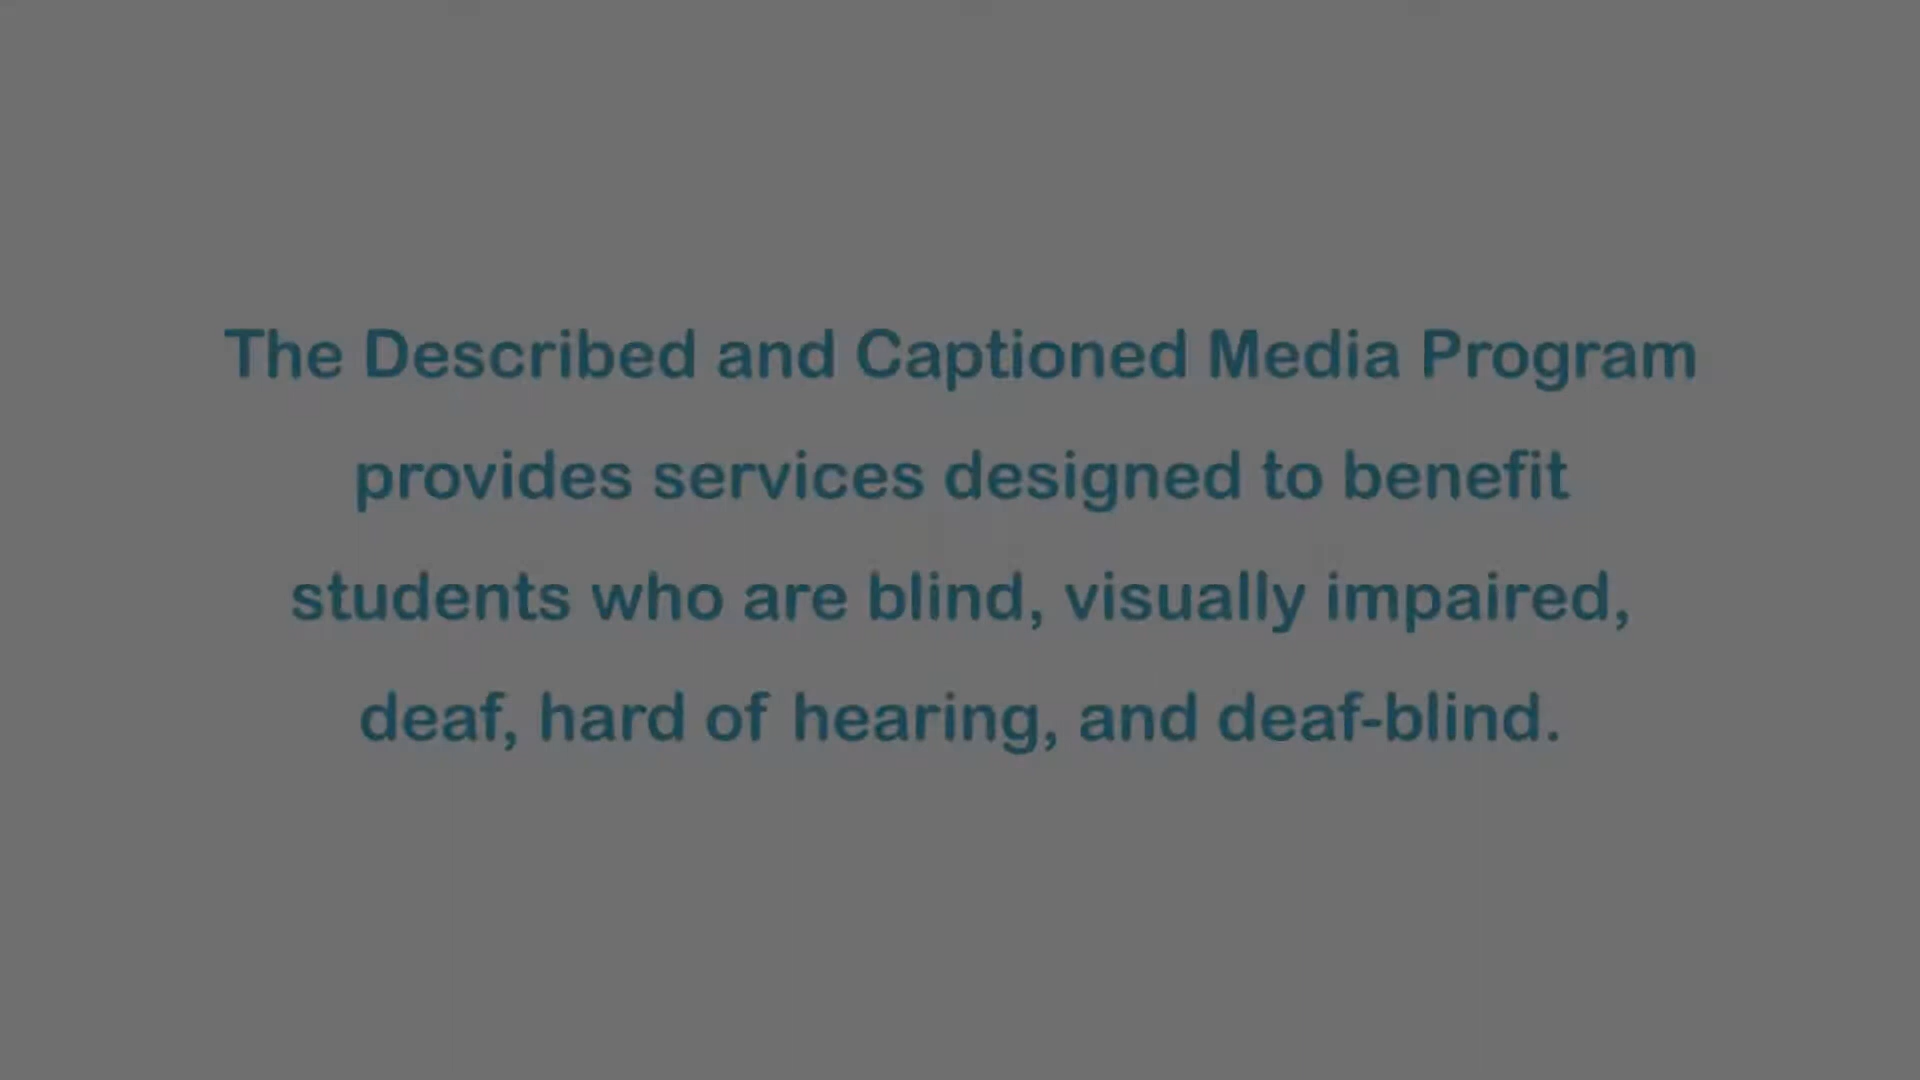 The Described and Captioned Media Program
provides services designed to benefit
students who are blind, visually impaired,
deaf, hard of hearing, and deaf-blind.